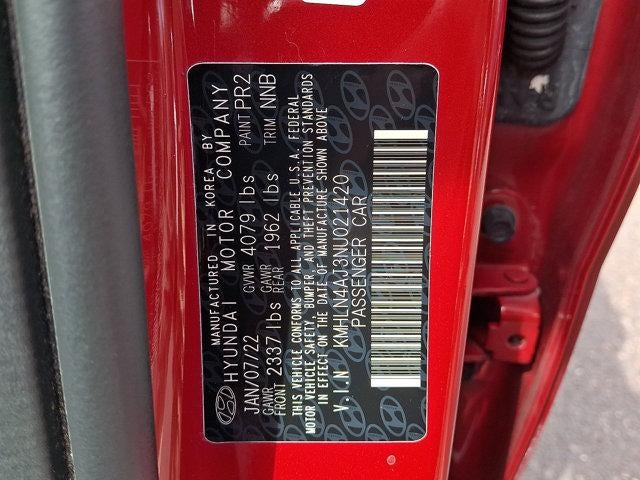 MANUFACTURED IN KOREA BY
HYUNDAI MOTOR COMPANY
JAN/07/22 GVWR 4079 lbs PAINT PR2
GAWR FRONT 2337 lbs GAWR REAR 1962 lbs TRIM NNB
THIS VEHICLE CONFORMS TO ALL APPLICABLE U.S.A. FEDERAL
MOTOR VEHICLE SAFETY, BUMPER, AND THEFT PREVENTION STANDARDS
IN EFFECT ON THE DATE OF MANUFACTURE SHOWN ABOVE
V.I.N KMHLN4AJ3NU021420
PASSENGER CAR